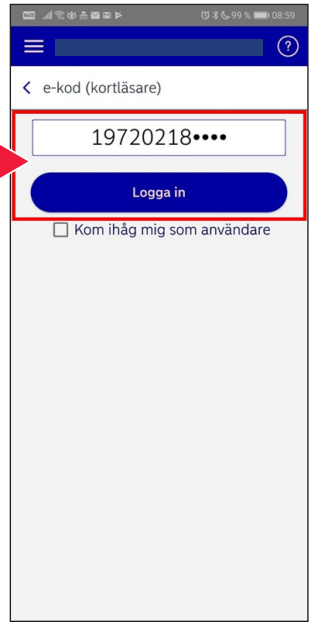 99 % 08:59
?
e-kod (kortläsare)
19720218••••
Logga in
Kom ihåg mig som användare